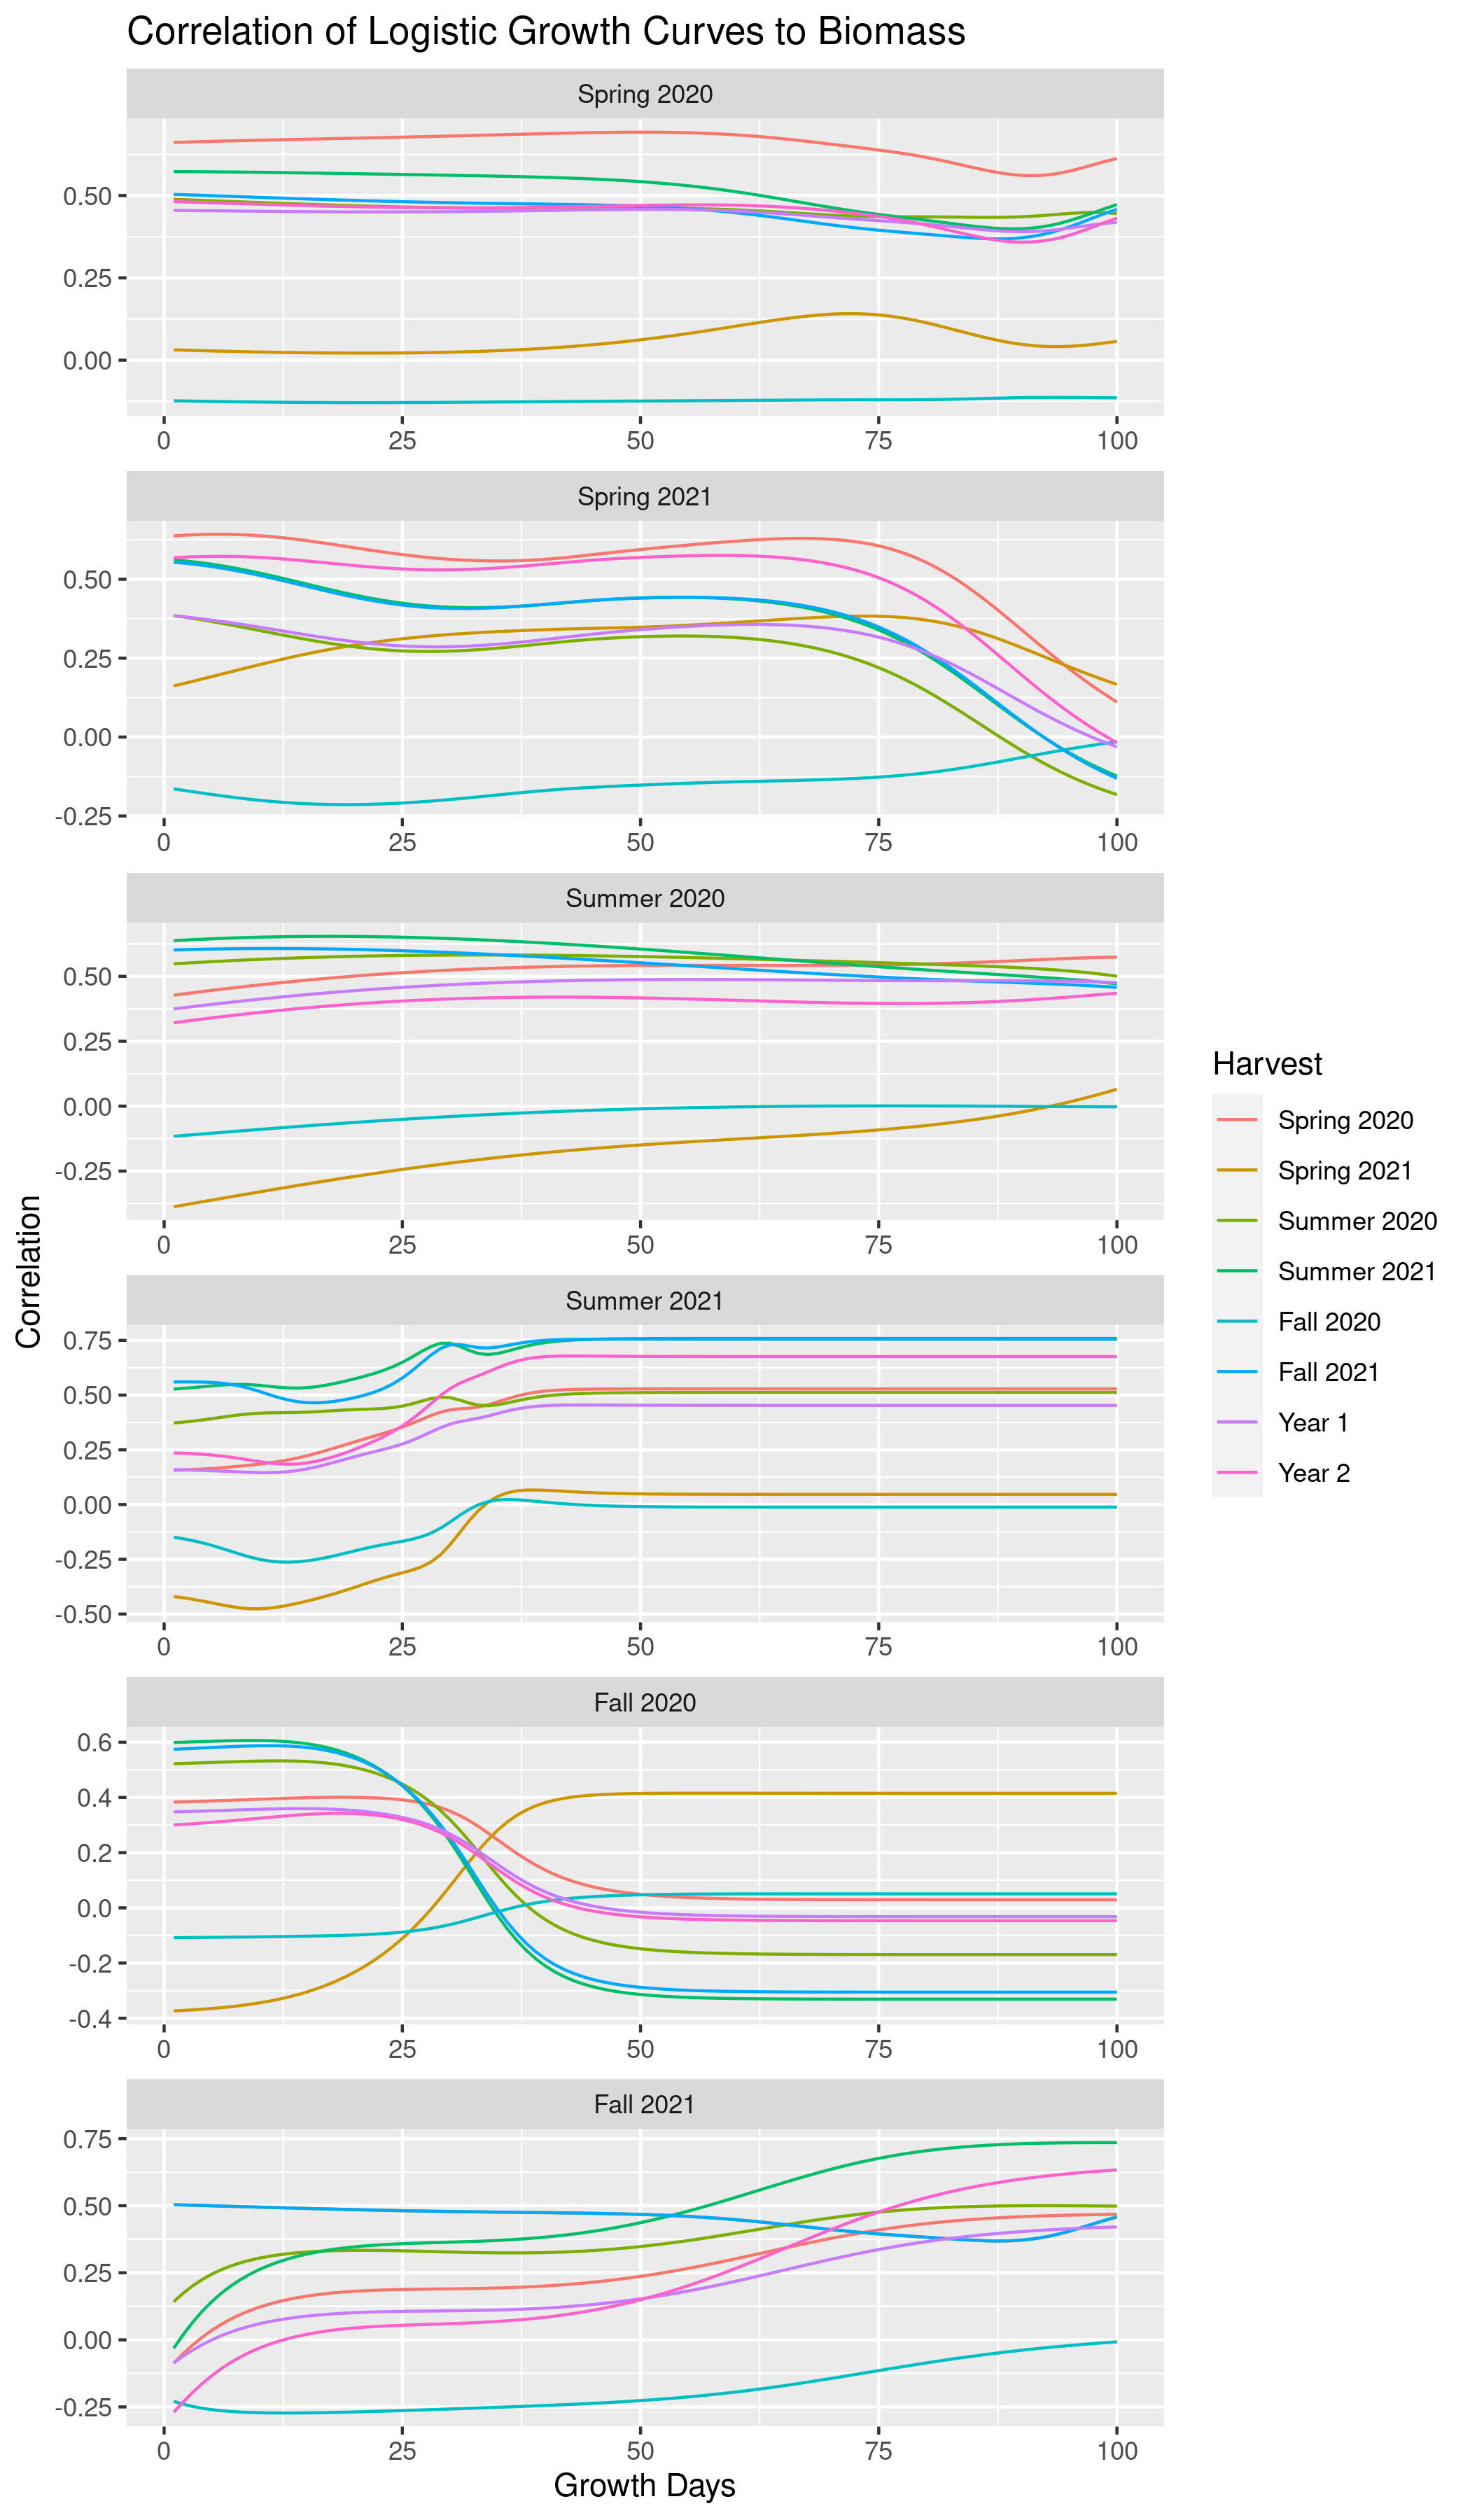 Correlation of Logistic Growth Curves to Biomass
Spring 2020
0.50
0.25
0.00
0 25 50 75 100
Spring 2021
0.50
0.25
0.00
-0.25
0 25 50 75 100
Summer 2020
0.50
0.25
0.00
-0.25
0 25 50 75 100
Summer 2021
0.75
0.50
0.25
0.00
-0.25
-0.50
0 25 50 75 100
Fall 2020
0.6
0.4
0.2
0.0
-0.2
-0.4
0 25 50 75 100
Fall 2021
0.75
0.50
0.25
0.00
-0.25
0 25 50 75 100
Growth Days
Correlation
Harvest
Spring 2020
Spring 2021
Summer 2020
Summer 2021
Fall 2020
Fall 2021
Year 1
Year 2